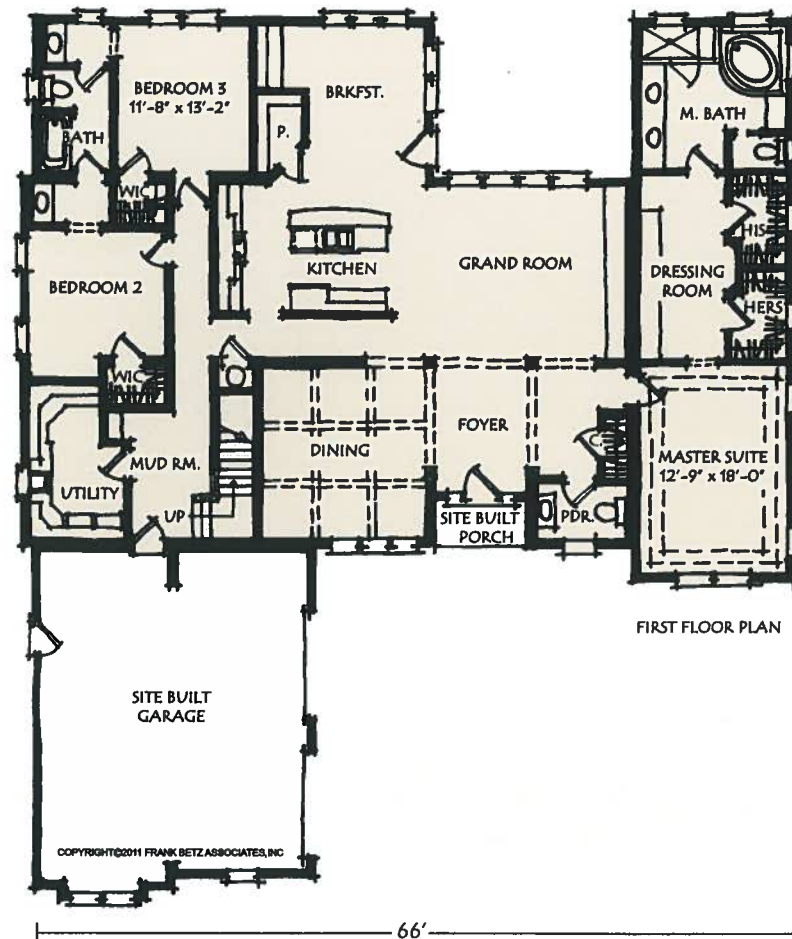 BEDROOM 3
11'-8" x 13'-2"
BRKFST.
M. BATH
BATH
P.
WIC
HIS
KITCHEN
GRAND ROOM
DRESSING
ROOM
BEDROOM 2
HERS
WIC
FOYER
C.
DINING
MUD RM.
MASTER SUITE
12'-9" x 18'-0"
UTILITY
UP
SITE BUILT
PORCH
PDR.
FIRST FLOOR PLAN
SITE BUILT
GARAGE
COPYRIGHT©2011 FRANK BETZ ASSOCIATES, INC
66'